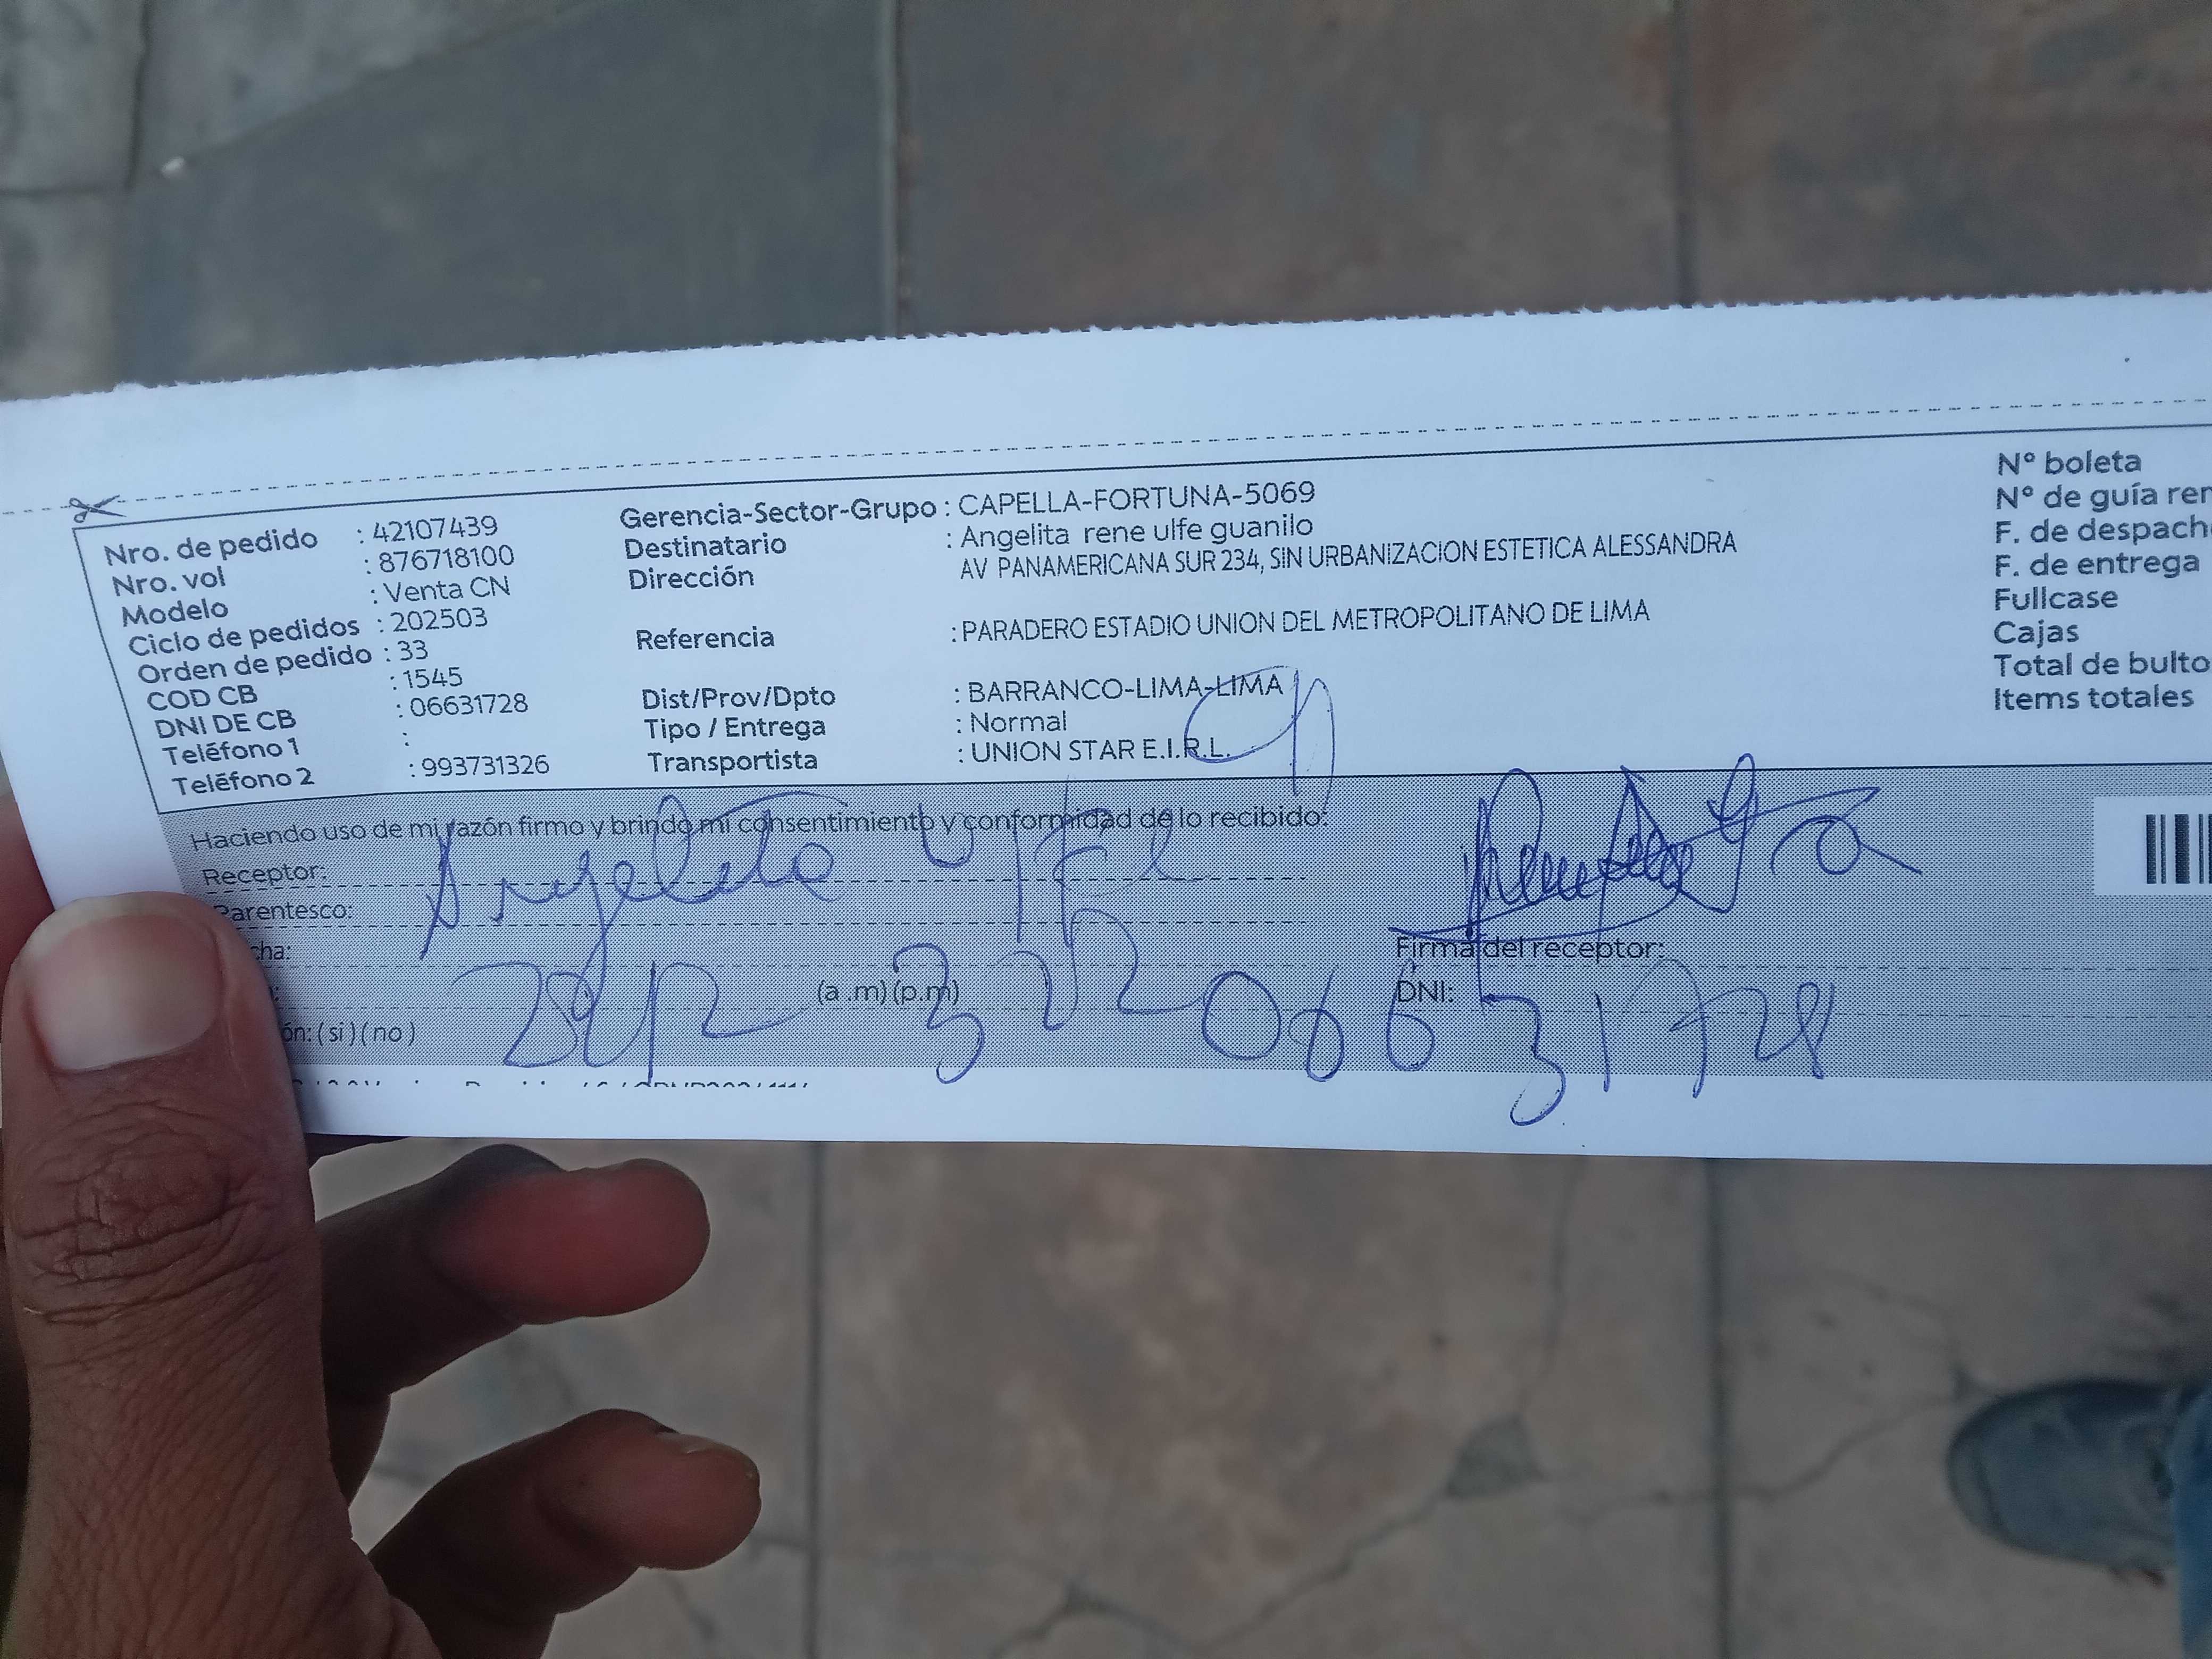 Nro. de pedido : 42107439
Nro. vol : 876718100
Modelo : Venta CN
Ciclo de pedidos : 202503
Orden de pedido : 33
COD CB : 1545
DNI DE CB : 06631728
Teléfono 1 :
Teléfono 2 : 993731326
Gerencia-Sector-Grupo : CAPELLA-FORTUNA-5069
Destinatario : Angelita rene ulfe guanilo
Dirección AV PANAMERICANA SUR 234, SIN URBANIZACION ESTETICA ALESSANDRA
Referencia : PARADERO ESTADIO UNION DEL METROPOLITANO DE LIMA
Dist/Prov/Dpto : BARRANCO-LIMA-LIMA
Tipo / Entrega : Normal
Transportista : UNION STAR E.I.R.L.
N° boleta
N° de guía rem
F. de despach
F. de entrega
Fullcase
Cajas
Total de bulto
Items totales
Haciendo uso de mi razón firmo y brindo mi consentimiento y conformidad de lo recibido:
Receptor: Angelita
Parentesco:
cha:
(a .m) (p.m)
ón: ( si ) ( no )
Firma del receptor:
DNI: 06631728